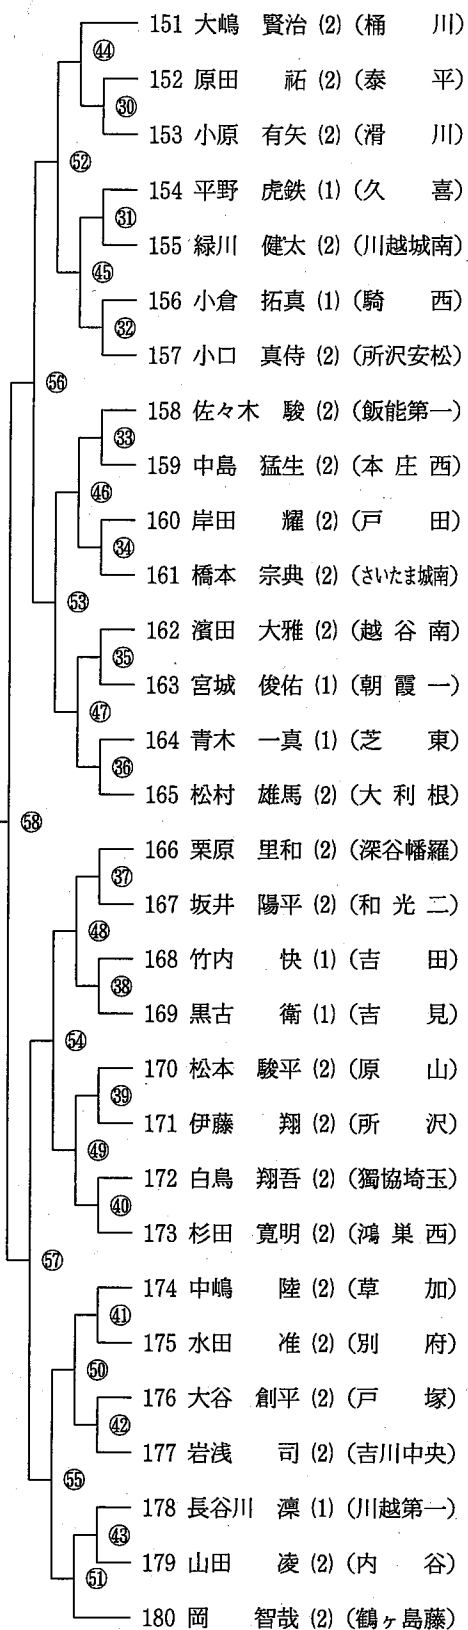 151 大嶋 賢治 (2) (桶 川)
㊹
152 原田 祏 (2) (泰 平)
㉚
153 小原 有矢 (2) (滑 川)
52
154 平野 虎鉄 (1) (久 喜)
㉛
155 緑川 健太 (2) (川越城南)
㊺
156 小倉 拓真 (1) (騎 西)
㉜
157 小口 真侍 (2) (所沢安松)
56
158 佐々木 駿 (2) (飯能第一)
㉝
159 中島 猛生 (2) (本 庄 西)
㊻
160 岸田 耀 (2) (戸 田)
㉞
161 橋本 宗典 (2) (さいたま城南)
53
162 濱田 大雅 (2) (越 谷 南)
㉟
163 宮城 俊佑 (1) (朝 霞 一)
㊼
164 青木 一真 (1) (芝 東)
㊱
165 松村 雄馬 (2) (大 利 根)
58
166 栗原 里和 (2) (深谷幡羅)
㊲
167 坂井 陽平 (2) (和 光 二)
㊽
168 竹内 快 (1) (吉 田)
㊳
169 黒古 衛 (1) (吉 見)
54
170 松本 駿平 (2) (原 山)
㊴
171 伊藤 翔 (2) (所 沢)
㊾
172 白鳥 翔吾 (2) (獨協埼玉)
㊵
173 杉田 寛明 (2) (鴻 巣 西)
57
174 中嶋 陸 (2) (草 加)
㊶
175 水田 准 (2) (別 府)
㊿
176 大谷 創平 (2) (戸 塚)
㊷
177 岩浅 司 (2) (吉川中央)
55
178 長谷川 凛 (1) (川越第一)
㊸
179 山田 凌 (2) (内 谷)
51
180 岡 智哉 (2) (鶴ヶ島藤)